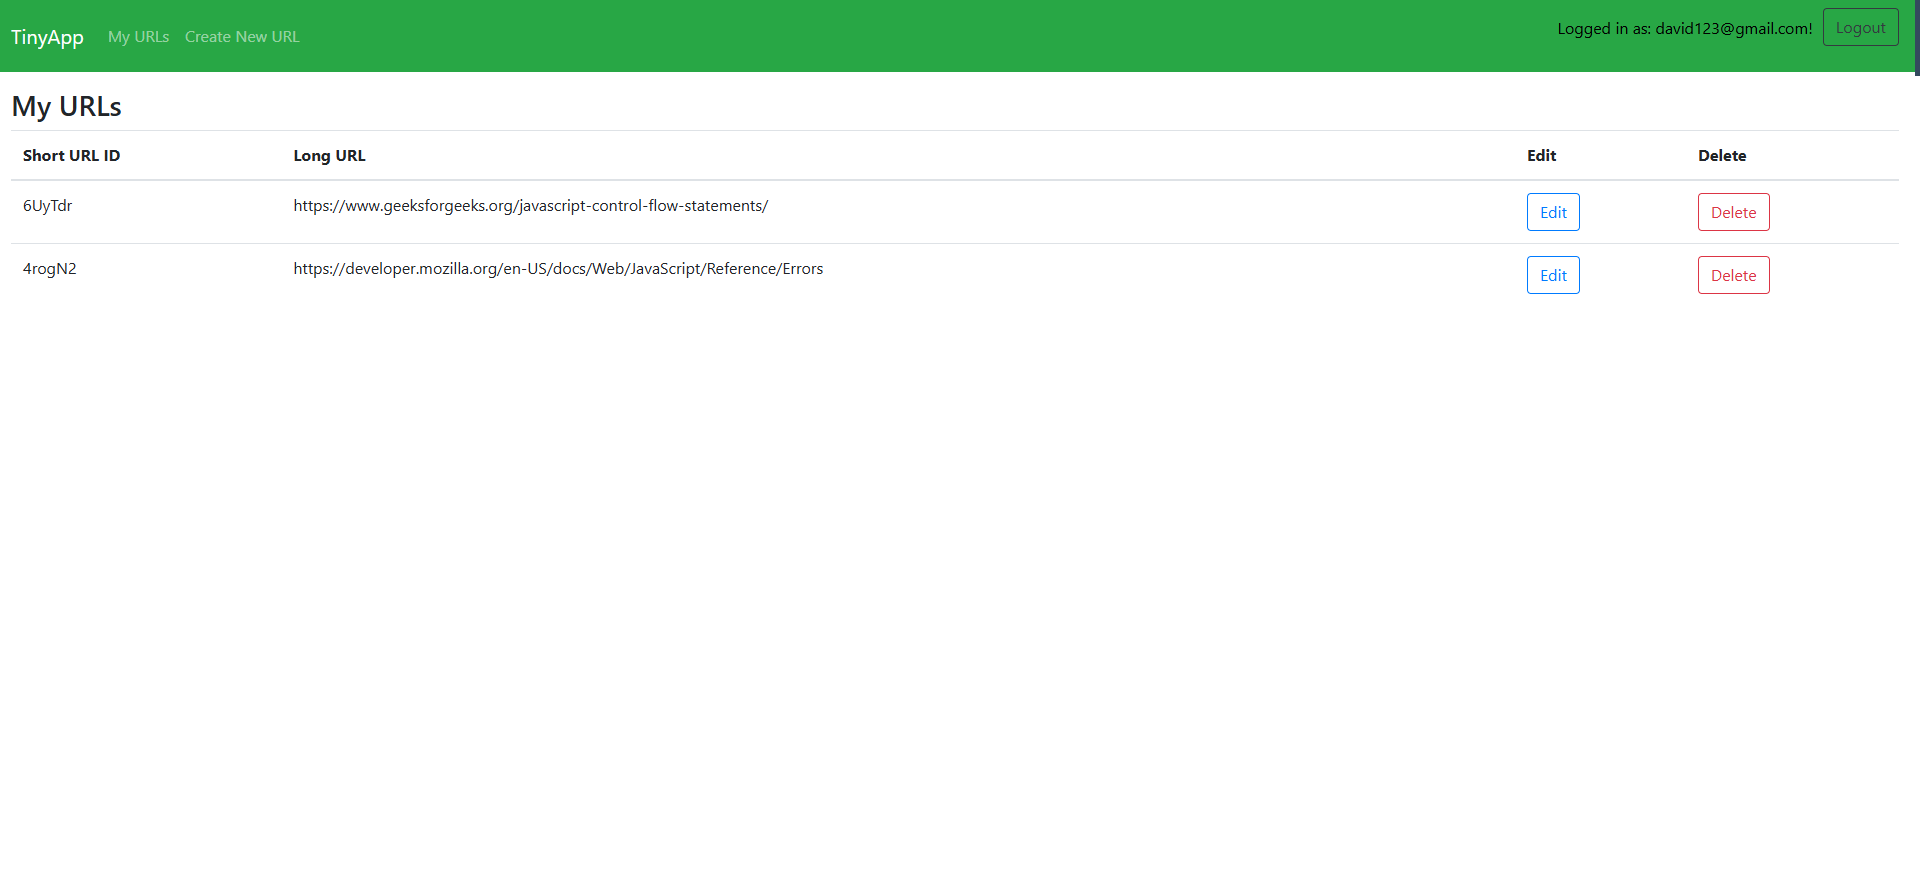 TinyApp My URLs Create New URL Logged in as: david123@gmail.com! Logout
My URLs
Short URL ID Long URL Edit Delete
6UyTdr https://www.geeksforgeeks.org/javascript-control-flow-statements/ Edit Delete
4rogN2 https://developer.mozilla.org/en-US/docs/Web/JavaScript/Reference/Errors Edit Delete